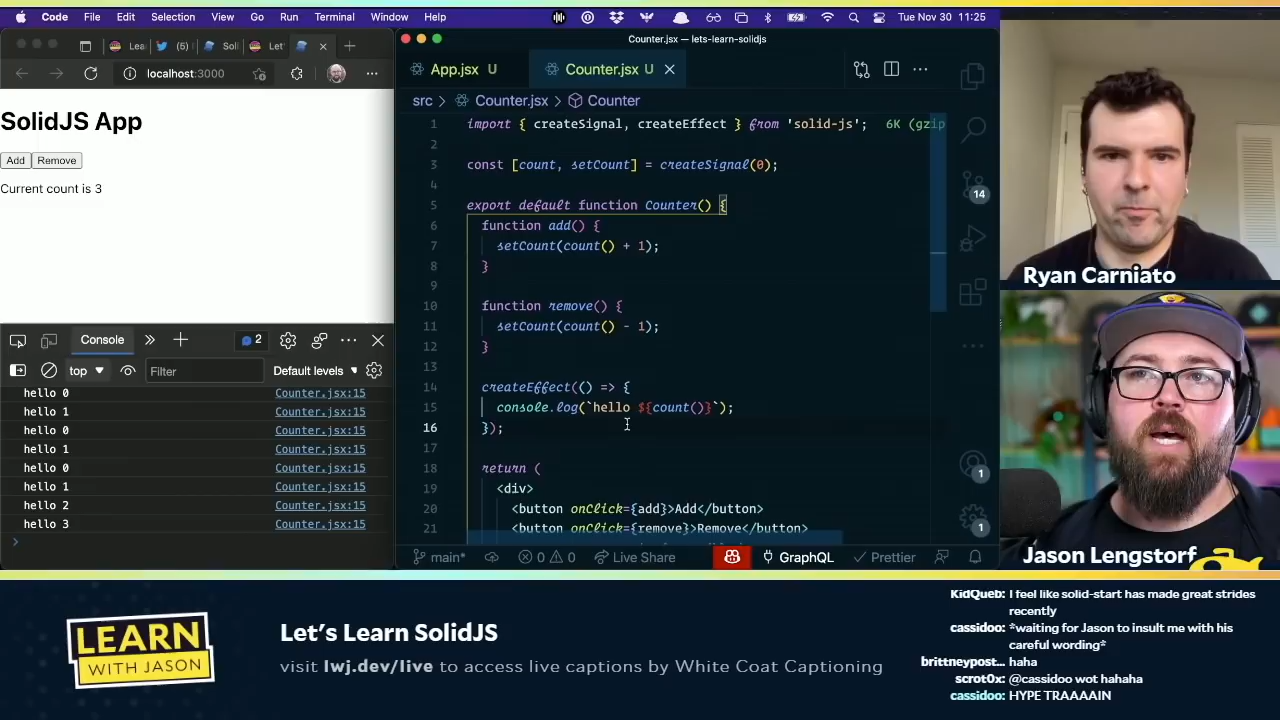 Code File Edit Selection View Go Run Terminal Window Help
Tue Nov 30 11:25
Lea
(5)
Soli
Let'
localhost:3000
SolidJS App
Add Remove
Current count is 3
Console
2
top
Filter
Default levels
hello 0 Counter.jsx:15
hello 1 Counter.jsx:15
hello 0 Counter.jsx:15
hello 1 Counter.jsx:15
hello 0 Counter.jsx:15
hello 1 Counter.jsx:15
hello 2 Counter.jsx:15
hello 3 Counter.jsx:15
Counter.jsx — lets-learn-solidjs
App.jsx U
Counter.jsx U
src > Counter.jsx > Counter
1 import { createSignal, createEffect } from 'solid-js'; 6K (gzip
2
3 const [count, setCount] = createSignal(0);
4
5 export default function Counter() {
6 function add() {
7 setCount(count() + 1);
8 }
9
10 function remove() {
11 setCount(count() - 1);
12 }
13
14 createEffect(() => {
15 console.log(`hello ${count()}`);
16 });
17
18 return (
19 <div>
20 <button onClick={add}>Add</button>
21 <button onClick={remove}>Remove</button>
14
1
1
main* 0 0 Live Share GraphQL Prettier
Ryan Carniato
Jason Lengstorf
LEARN
WITH JASON
Let's Learn SolidJS
visit lwj.dev/live to access live captions by White Coat Captioning
KidQueb: I feel like solid-start has made great strides
recently
cassidoo: *waiting for Jason to insult me with his
careful wording*
brittneypost... haha
scrot0x: @cassidoo wot hahaha
cassidoo: HYPE TRAAAAIN